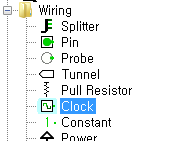 Wiring
Splitter
Pin
Probe
Tunnel
Pull Resistor
Clock
Constant
Power